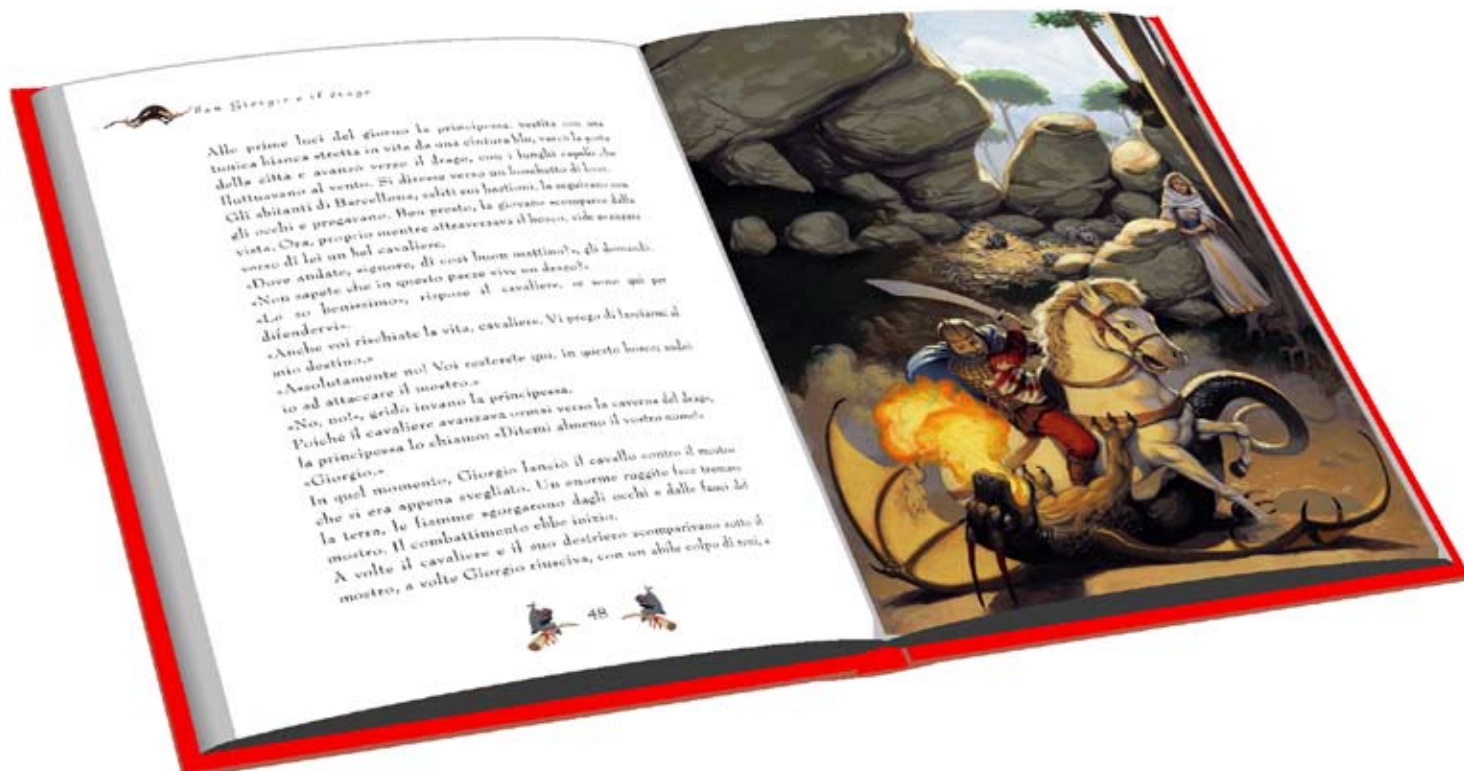 San Giorgio e il drago
Alle prime luci del giorno la principessa, vestita con una
tunica bianca stretta in vita da una cintura blu, varcò la porta
della città e avanzò verso il drago, con i lunghi capelli che
fluttuavano al vento. Si diresse verso un boschetto di lecci.
Gli abitanti di Barcellona, saliti sui bastioni, la seguivano con
gli occhi e pregavano. Ben presto, la giovane scomparve dalla
vista. Ora, proprio mentre attraversava il bosco, vide avanzare
verso di lei un bel cavaliere.
«Dove andate, signore, di così buon mattino?», gli domandò.
«Non sapete che in questo paese vive un drago?»
«Lo so benissimo», rispose il cavaliere, «e sono qui per
difendervi».
«Anche voi rischiate la vita, cavaliere. Vi prego di lasciarmi al
mio destino.»
«Assolutamente no! Voi resterete qui, in questo bosco; andrò
io ad attaccare il mostro.»
«No, no!», gridò invano la principessa.
Poiché il cavaliere avanzava ormai verso la caverna del drago,
la principessa lo chiamò: «Ditemi almeno il vostro nome!»
«Giorgio.»
In quel momento, Giorgio lanciò il cavallo contro il mostro
che si era appena svegliato. Un enorme ruggito fece tremare
la terra, le fiamme sgorgarono dagli occhi e dalle fauci del
mostro. Il combattimento ebbe inizio.
A volte il cavaliere e il suo destriero scomparivano sotto il
mostro, a volte Giorgio riusciva, con un abile colpo di reni, a
48